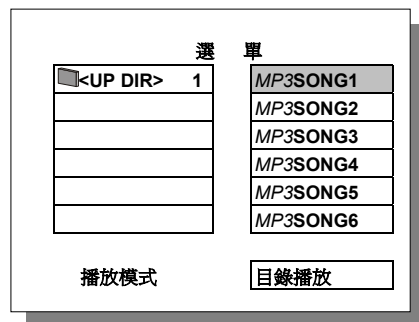 選 單
<UP DIR> 1
MP3SONG1
MP3SONG2
MP3SONG3
MP3SONG4
MP3SONG5
MP3SONG6
播放模式
目錄播放